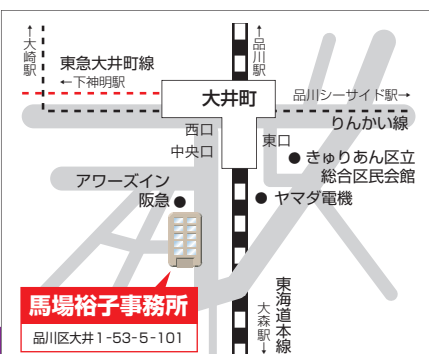 ←大崎駅
東急大井町線
←下神明駅
←品川駅
大井町
品川シーサイド駅→
りんかい線
西口
中央口
東口
きゅりあん区立
総合区民会館
アワーズイン
阪急
ヤマダ電機
馬場裕子事務所
品川区大井1-53-5-101
東海道本線
大森駅→